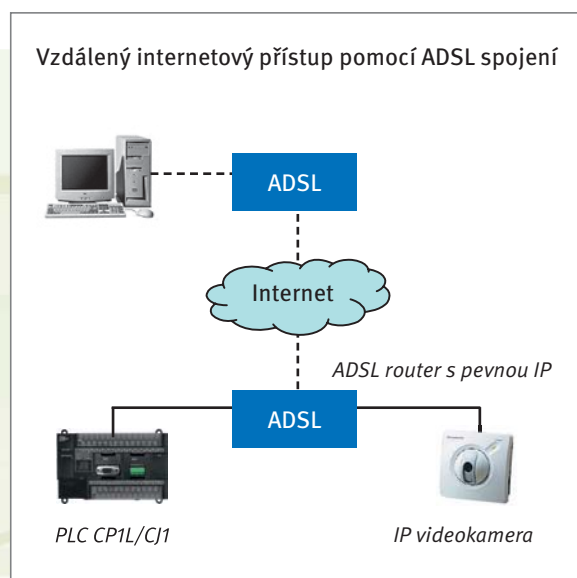 Vzdálený internetový přístup pomocí ADSL spojení
ADSL
Internet
ADSL router s pevnou IP
ADSL
PLC CP1L/CJ1
IP videokamera